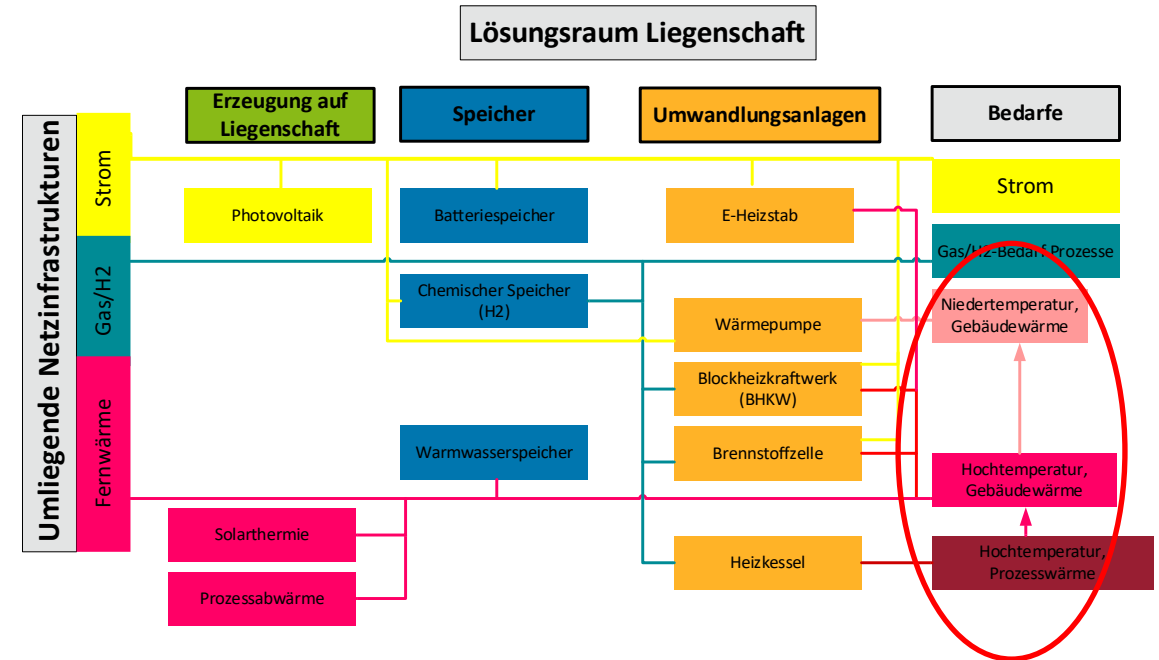 Lösungsraum Liegenschaft
Umliegende Netzinfrastrukturen
Strom
Gas/H2
Fernwärme
Erzeugung auf
Liegenschaft
Photovoltaik
Solarthermie
Prozessabwärme
Speicher
Batteriespeicher
Chemischer Speicher
(H2)
Warmwasserspeicher
Umwandlungsanlagen
E-Heizstab
Wärmepumpe
Blockheizkraftwerk
(BHKW)
Brennstoffzelle
Heizkessel
Bedarfe
Strom
Gas/H2-Bedarf Prozesse
Niedertemperatur,
Gebäudewärme
Hochtemperatur,
Gebäudewärme
Hochtemperatur,
Prozesswärme